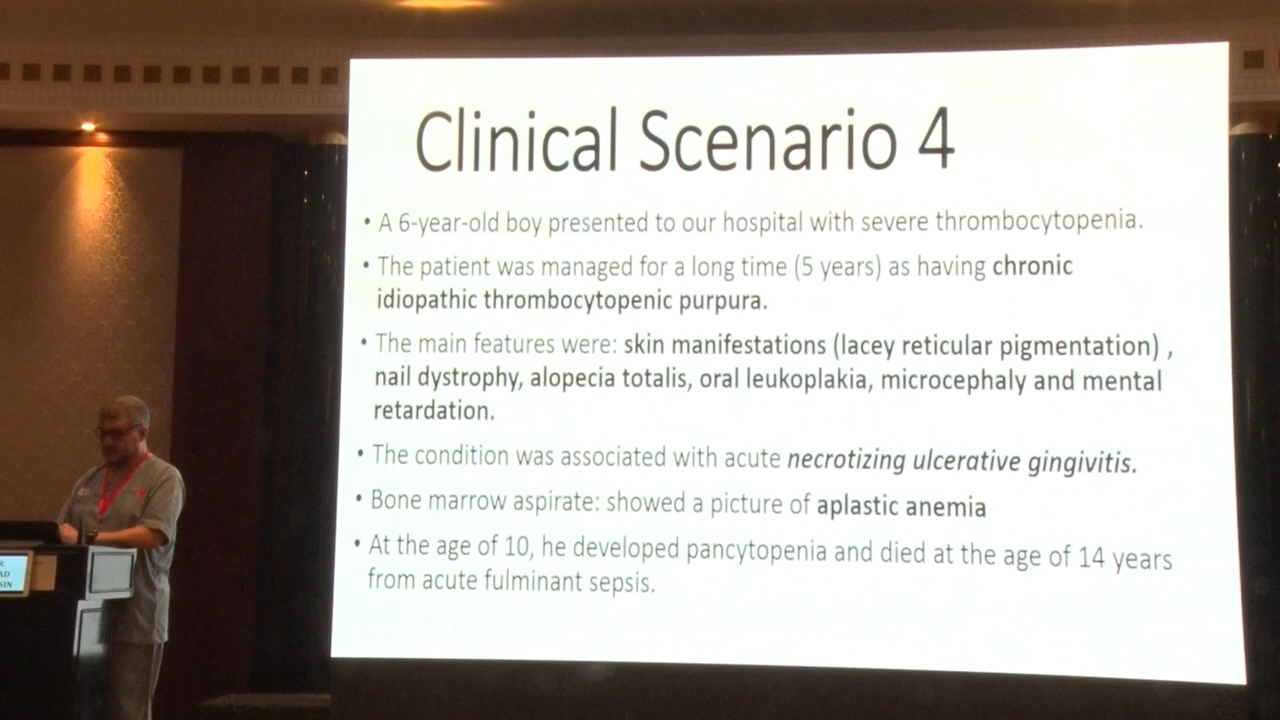 Clinical Scenario 4
• A 6-year-old boy presented to our hospital with severe thrombocytopenia.
• The patient was managed for a long time (5 years) as having chronic
idiopathic thrombocytopenic purpura.
• The main features were: skin manifestations (lacey reticular pigmentation) ,
nail dystrophy, alopecia totalis, oral leukoplakia, microcephaly and mental
retardation.
• The condition was associated with acute necrotizing ulcerative gingivitis.
• Bone marrow aspirate: showed a picture of aplastic anemia
• At the age of 10, he developed pancytopenia and died at the age of 14 years
from acute fulminant sepsis.
R.
AD
SIN